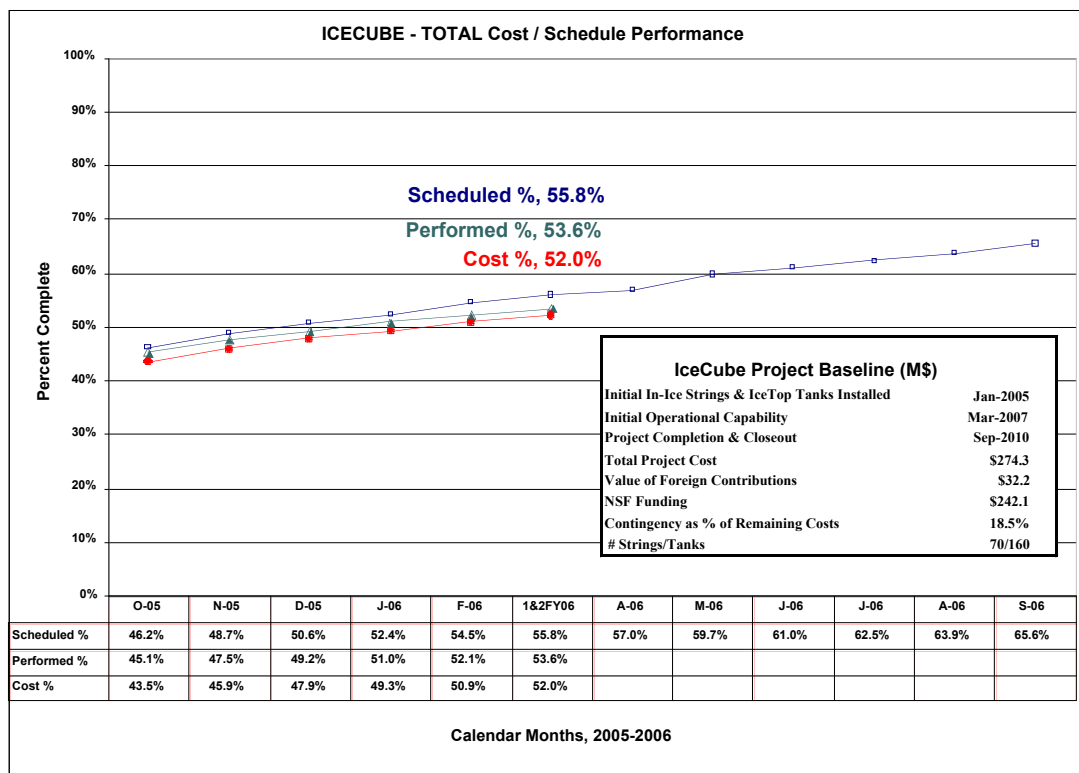 ICECUBE - TOTAL Cost / Schedule Performance
100%
90%
80%
70%
60%
50%
40%
30%
20%
10%
0%
Percent Complete
Scheduled %, 55.8%
Performed %, 53.6%
Cost %, 52.0%
IceCube Project Baseline (M$)
Initial In-Ice Strings & IceTop Tanks Installed Jan-2005
Initial Operational Capability Mar-2007
Project Completion & Closeout Sep-2010
Total Project Cost $274.3
Value of Foreign Contributions $32.2
NSF Funding $242.1
Contingency as % of Remaining Costs 18.5%
# Strings/Tanks 70/160
O-05 N-05 D-05 J-06 F-06 1&2FY06 A-06 M-06 J-06 J-06 A-06 S-06
Scheduled % 46.2% 48.7% 50.6% 52.4% 54.5% 55.8% 57.0% 59.7% 61.0% 62.5% 63.9% 65.6%
Performed % 45.1% 47.5% 49.2% 51.0% 52.1% 53.6%
Cost % 43.5% 45.9% 47.9% 49.3% 50.9% 52.0%
Calendar Months, 2005-2006